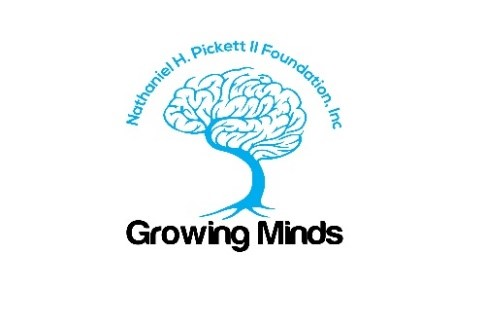 Nathaniel H. Pickett II Foundation, Inc
Growing Minds